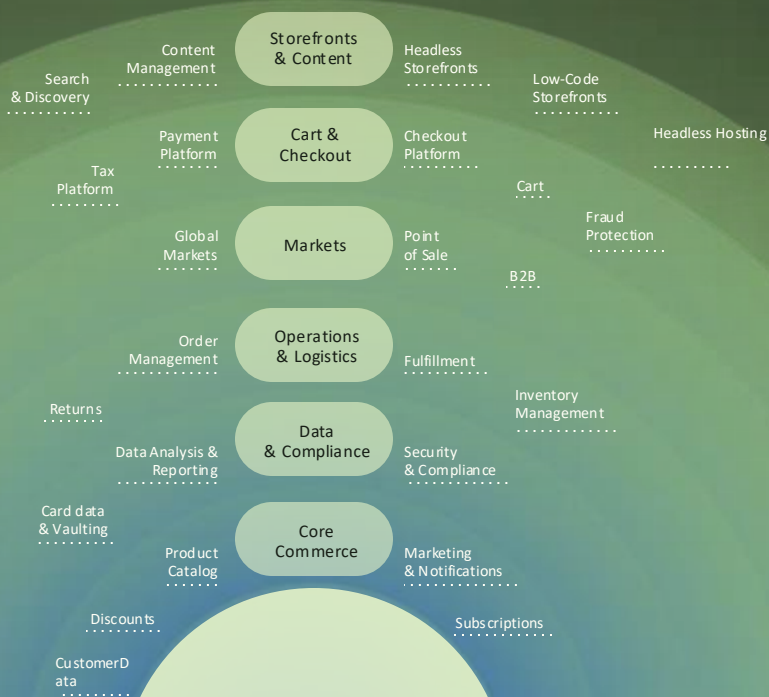 Storefronts
& Content
Content
Management
Headless
Storefronts
Search
& Discovery
Low-Code
Storefronts
Headless Hosting
Cart &
Checkout
Payment
Platform
Checkout
Platform
Tax
Platform
Cart
Fraud
Protection
Markets
Global
Markets
Point
of Sale
B2B
Operations
& Logistics
Order
Management
Fulfillment
Inventory
Management
Returns
Data
& Compliance
Data Analysis &
Reporting
Security
& Compliance
Card data
& Vaulting
Core
Commerce
Product
Catalog
Marketing
& Notifications
Discounts
Subscriptions
CustomerD
ata